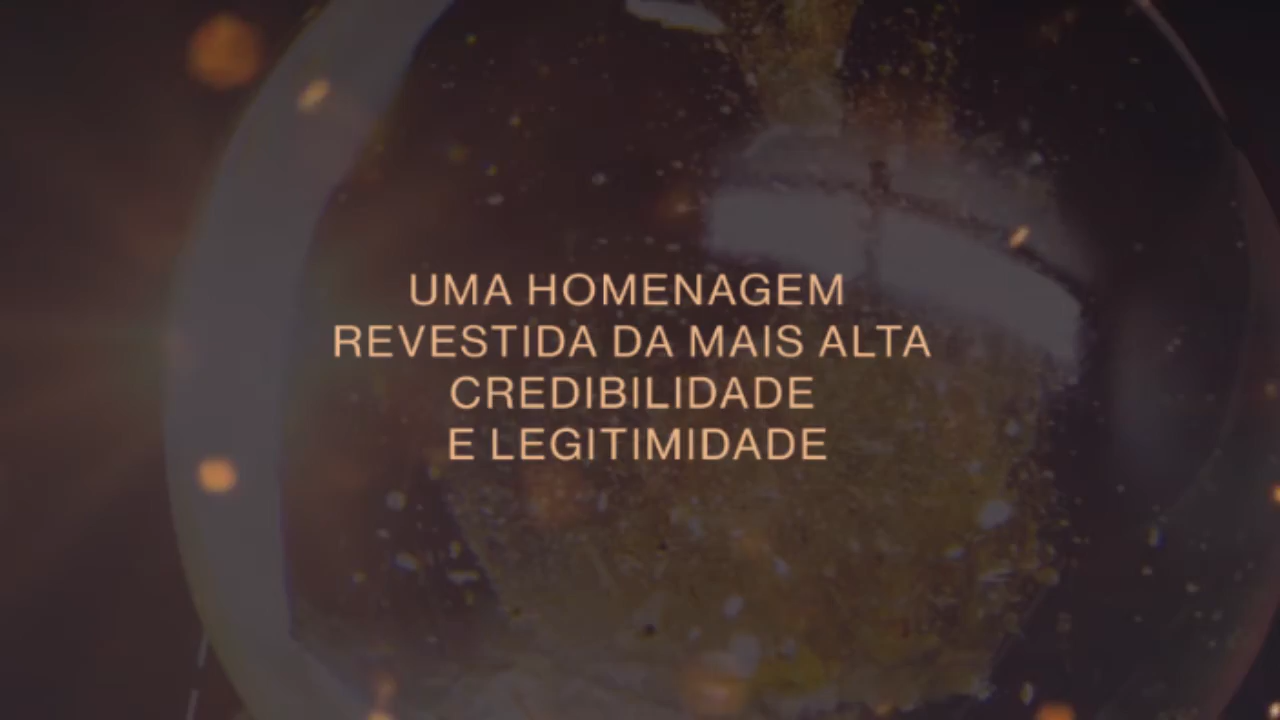 UMA HOMENAGEM
REVESTIDA DA MAIS ALTA
CREDIBILIDADE
E LEGITIMIDADE